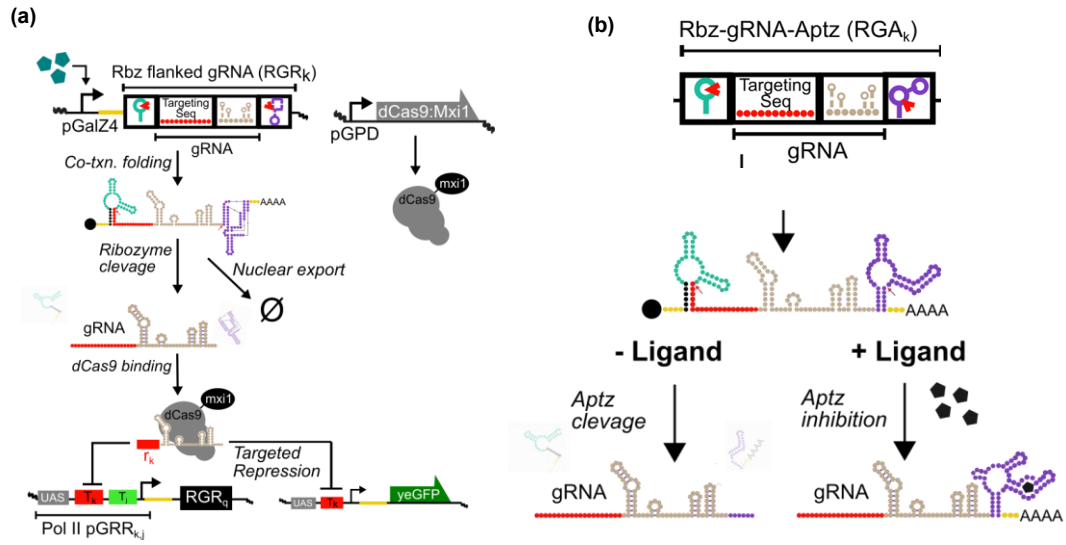 (a)
Rbz flanked gRNA (RGRk)
pGalZ4
Targeting
Seq
gRNA
dCas9:Mxi1
pGPD
Co-txn. folding
mxi1
dCas9
AAAA
Ribozyme
clevage
Nuclear export
Ø
gRNA
dCas9 binding
mxi1
dCas9
rk
Targeted
Repression
UAS
Tk
Tj
RGRq
UAS
Tk
yeGFP
Pol II pGRRk,j
(b)
Rbz-gRNA-Aptz (RGAk)
Targeting
Seq
gRNA
AAAA
- Ligand
+ Ligand
Aptz
clevage
Aptz
inhibition
AAAA
gRNA
gRNA
AAAA